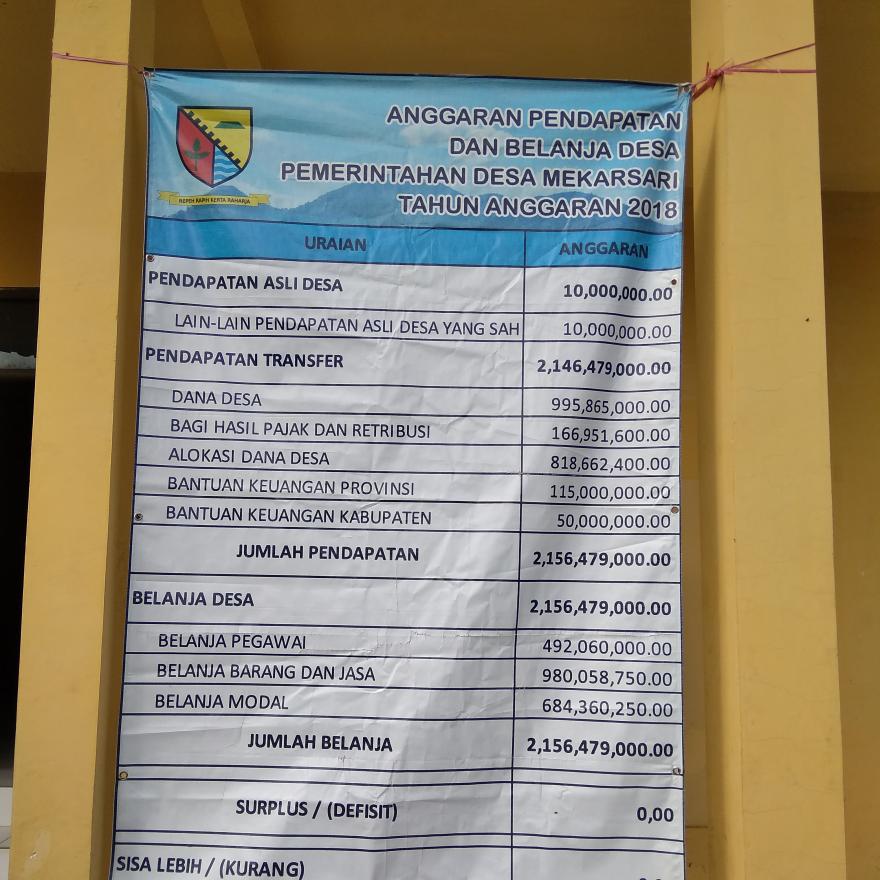 ANGGARAN PENDAPATAN
DAN BELANJA DESA
PEMERINTAHAN DESA MEKARSARI
TAHUN ANGGARAN 2018
REPEH RAPIH KERTA RAHARJA
URAIAN ANGGARAN
PENDAPATAN ASLI DESA 10,000,000.00
LAIN-LAIN PENDAPATAN ASLI DESA YANG SAH 10,000,000.00
PENDAPATAN TRANSFER 2,146,479,000.00
DANA DESA 995,865,000.00
BAGI HASIL PAJAK DAN RETRIBUSI 166,951,600.00
ALOKASI DANA DESA 818,662,400.00
BANTUAN KEUANGAN PROVINSI 115,000,000.00
BANTUAN KEUANGAN KABUPATEN 50,000,000.00
JUMLAH PENDAPATAN 2,156,479,000.00
BELANJA DESA 2,156,479,000.00
BELANJA PEGAWAI 492,060,000.00
BELANJA BARANG DAN JASA 980,058,750.00
BELANJA MODAL 684,360,250.00
JUMLAH BELANJA 2,156,479,000.00
SURPLUS / (DEFISIT) 0,00
SISA LEBIH / (KURANG)